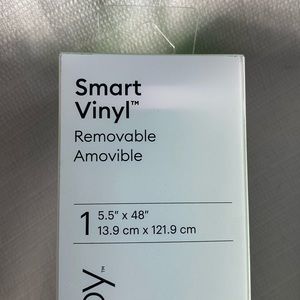 Smart
Vinyl™
Removable
Amovible
1
5.5" x 48"
13.9 cm x 121.9 cm